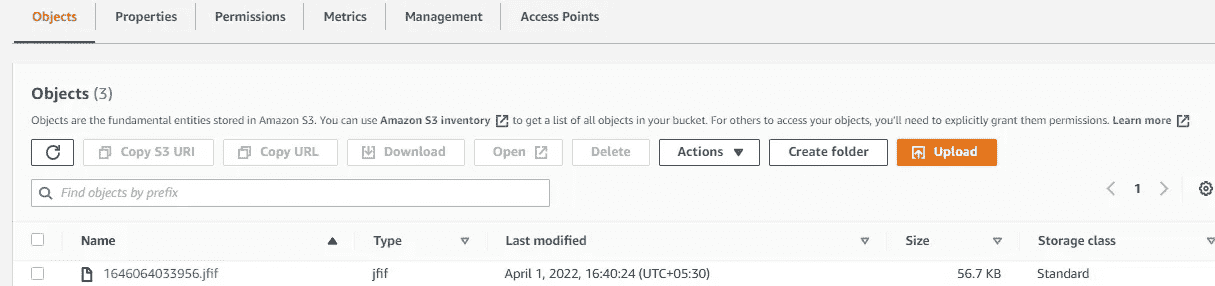 Objects Properties Permissions Metrics Management Access Points
Objects (3)
Objects are the fundamental entities stored in Amazon S3. You can use Amazon S3 inventory to get a list of all objects in your bucket. For others to access your objects, you'll need to explicitly grant them permissions. Learn more
Copy S3 URI Copy URL Download Open Delete Actions Create folder Upload
Find objects by prefix 1
Name Type Last modified Size Storage class
1646064033956.jfif jfif April 1, 2022, 16:40:24 (UTC+05:30) 56.7 KB Standard